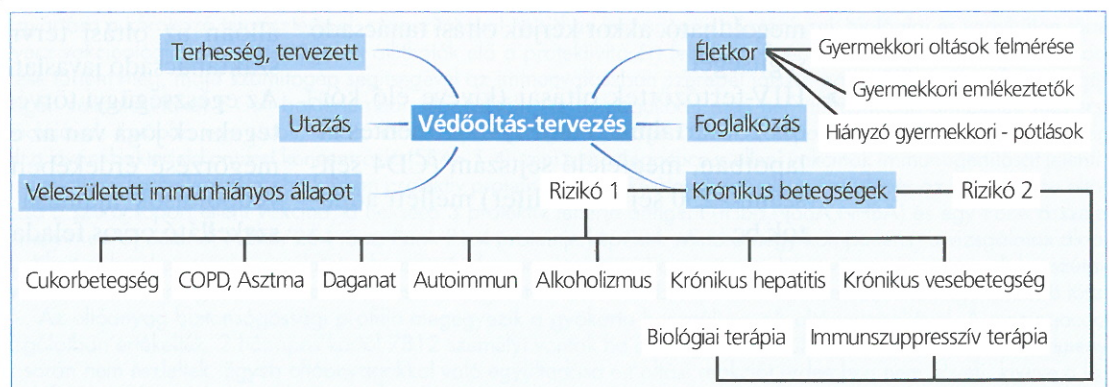 Terhesség, tervezett
Életkor
Gyermekkori oltások felmérése
Gyermekkori emlékeztetők
Utazás
Védőoltás-tervezés
Foglalkozás
Hiányzó gyermekkori - pótlások
Veleszületett immunhiányos állapot
Rizikó 1
Krónikus betegségek
Rizikó 2
Cukorbetegség
COPD, Asztma
Daganat
Autoimmun
Alkoholizmus
Krónikus hepatitis
Krónikus vesebetegség
Biológiai terápia
Immunszuppresszív terápia